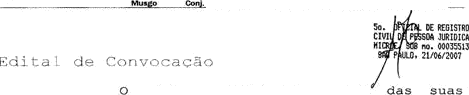 Musgo Conj.
5o. OFICIAL DE REGISTRO
CIVIL DE PESSOA JURIDICA
MICROF. SOB no. 00035513
SAO PAULO, 21/06/2007
Edital de Convocação
O das suas